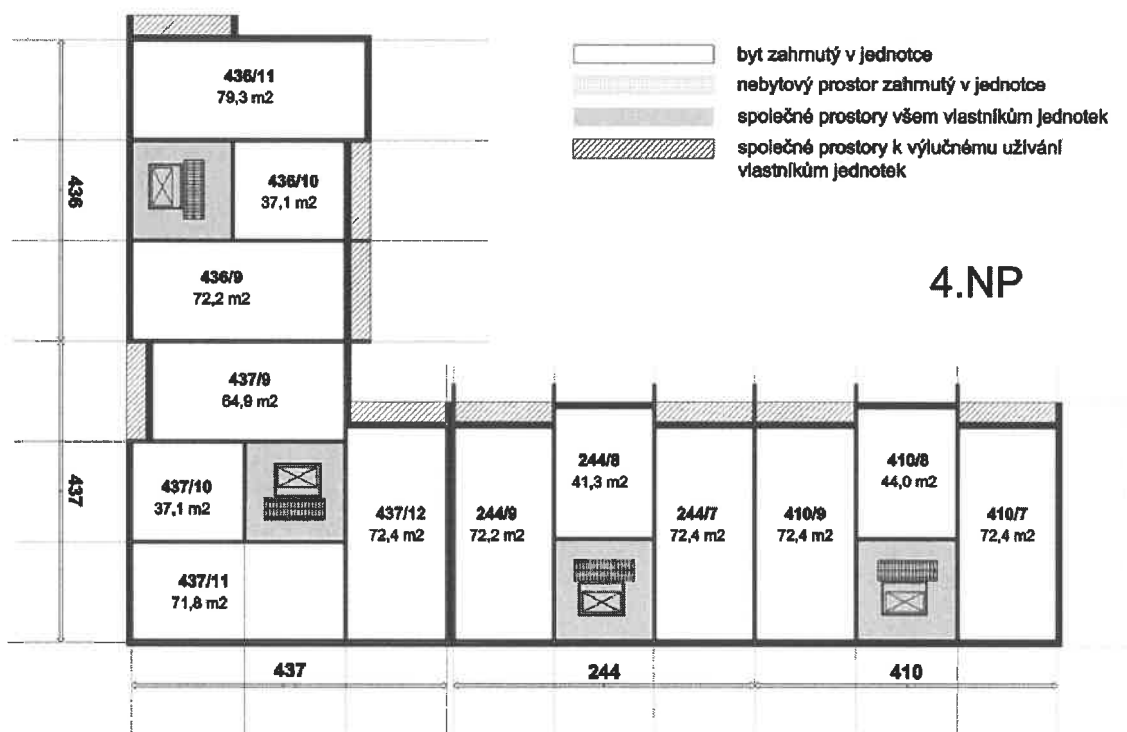 436/11
79,3 m2
byt zahrnutý v jednotce
nebytový prostor zahrnutý v jednotce
společné prostory všem vlastníkům jednotek
společné prostory k výlučnému užívání
vlastníkům jednotek
436
436/10
37,1 m2
436/9
72,2 m2
4.NP
437/9
64,9 m2
437
437/10
37,1 m2
437/11
71,8 m2
437/12
72,4 m2
244/9
72,2 m2
244/8
41,3 m2
244/7
72,4 m2
410/9
72,4 m2
410/8
44,0 m2
410/7
72,4 m2
437
244
410